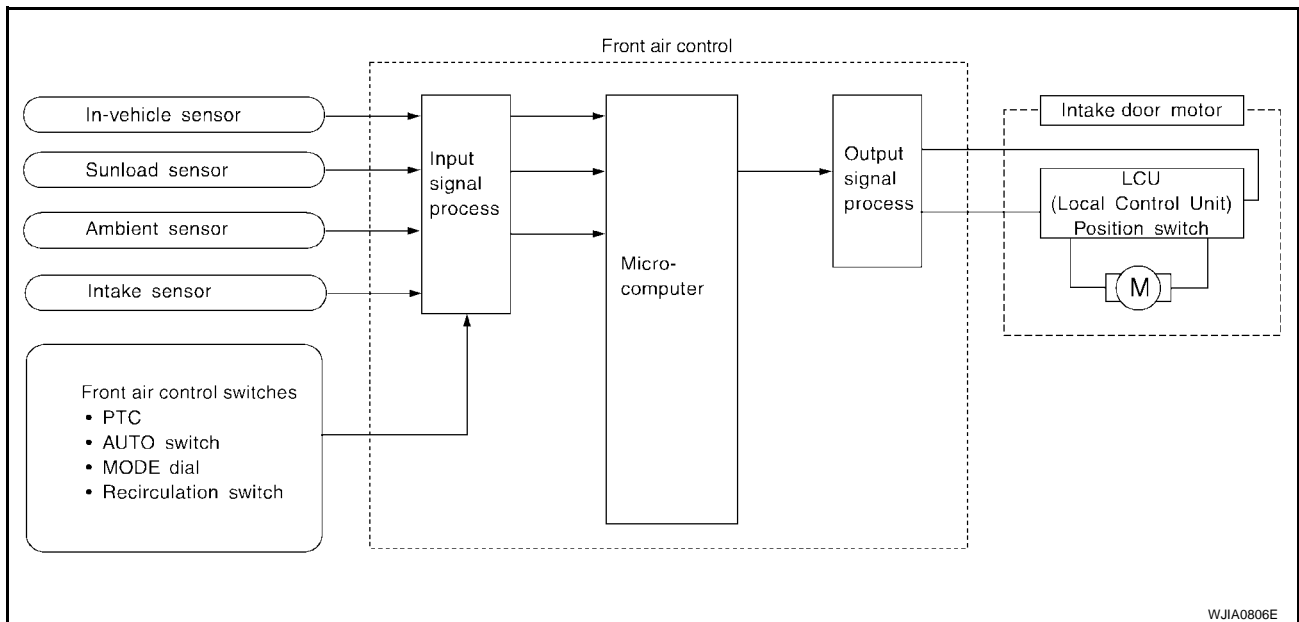 Front air control
In-vehicle sensor
Sunload sensor
Ambient sensor
Intake sensor
Front air control switches
• PTC
• AUTO switch
• MODE dial
• Recirculation switch
Input
signal
process
Micro-
computer
Output
signal
process
Intake door motor
LCU
(Local Control Unit)
Position switch
M
WJIA0806E